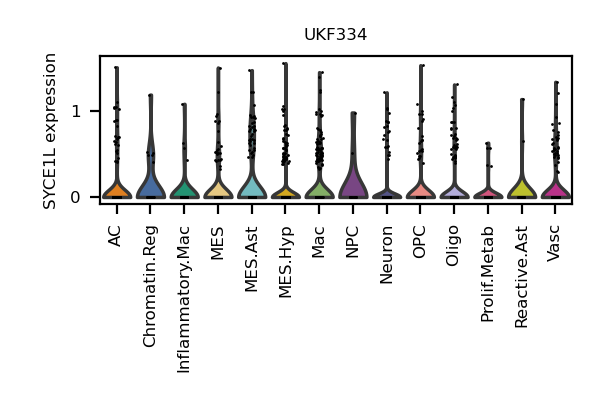 UKF334
SYCE1L expression
1
0
AC
Chromatin.Reg
Inflammatory.Mac
MES
MES.Ast
MES.Hyp
Mac
NPC
Neuron
OPC
Oligo
Prolif.Metab
Reactive.Ast
Vasc